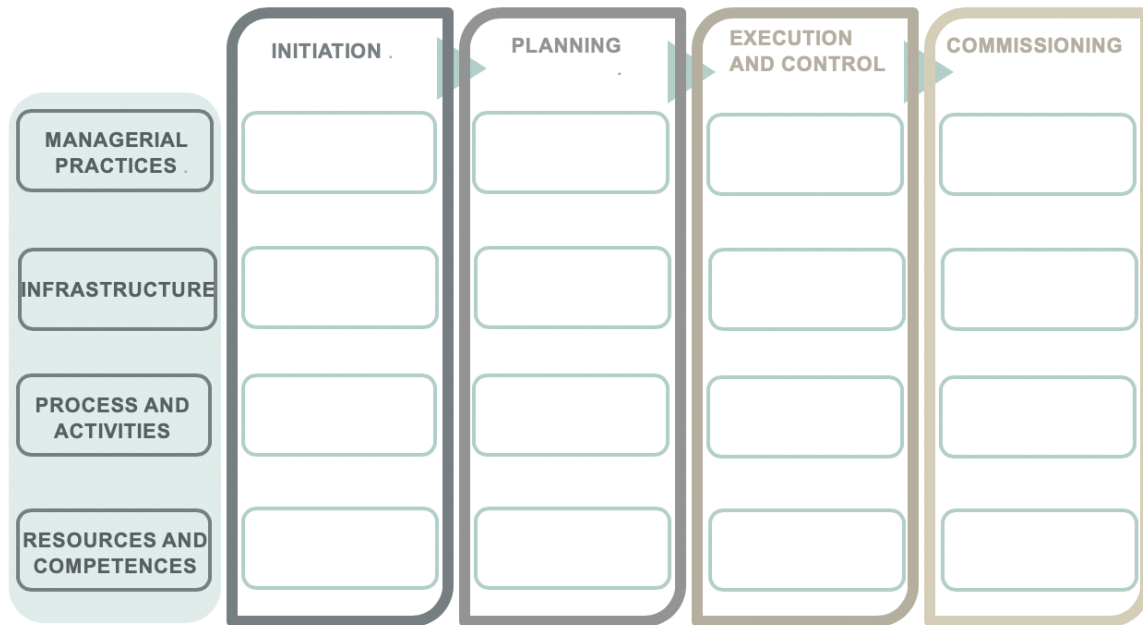 INITIATION .
PLANNING
.
EXECUTION
AND CONTROL
COMMISSIONING
MANAGERIAL
PRACTICES .
INFRASTRUCTURE
PROCESS AND
ACTIVITIES
RESOURCES AND
COMPETENCES